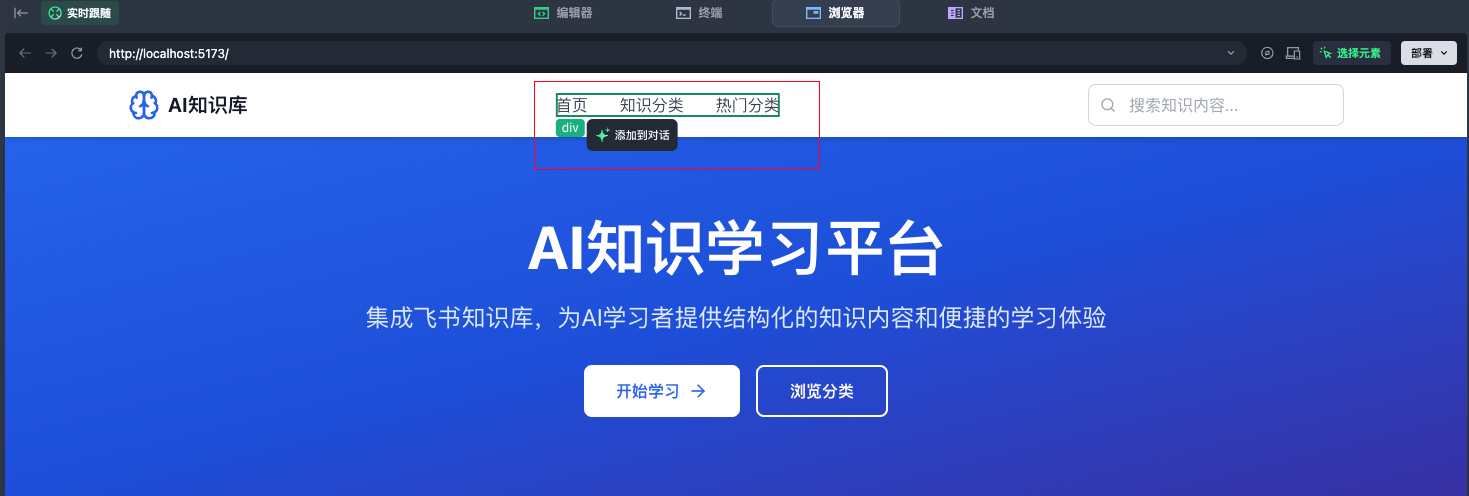 实时跟随 编辑器 终端 浏览器 文档
http://localhost:5173/ 选择元素 部署
AI知识库 首页 知识分类 热门分类 搜索知识内容...
div 添加到对话
AI知识学习平台
集成飞书知识库，为AI学习者提供结构化的知识内容和便捷的学习体验
开始学习 浏览分类